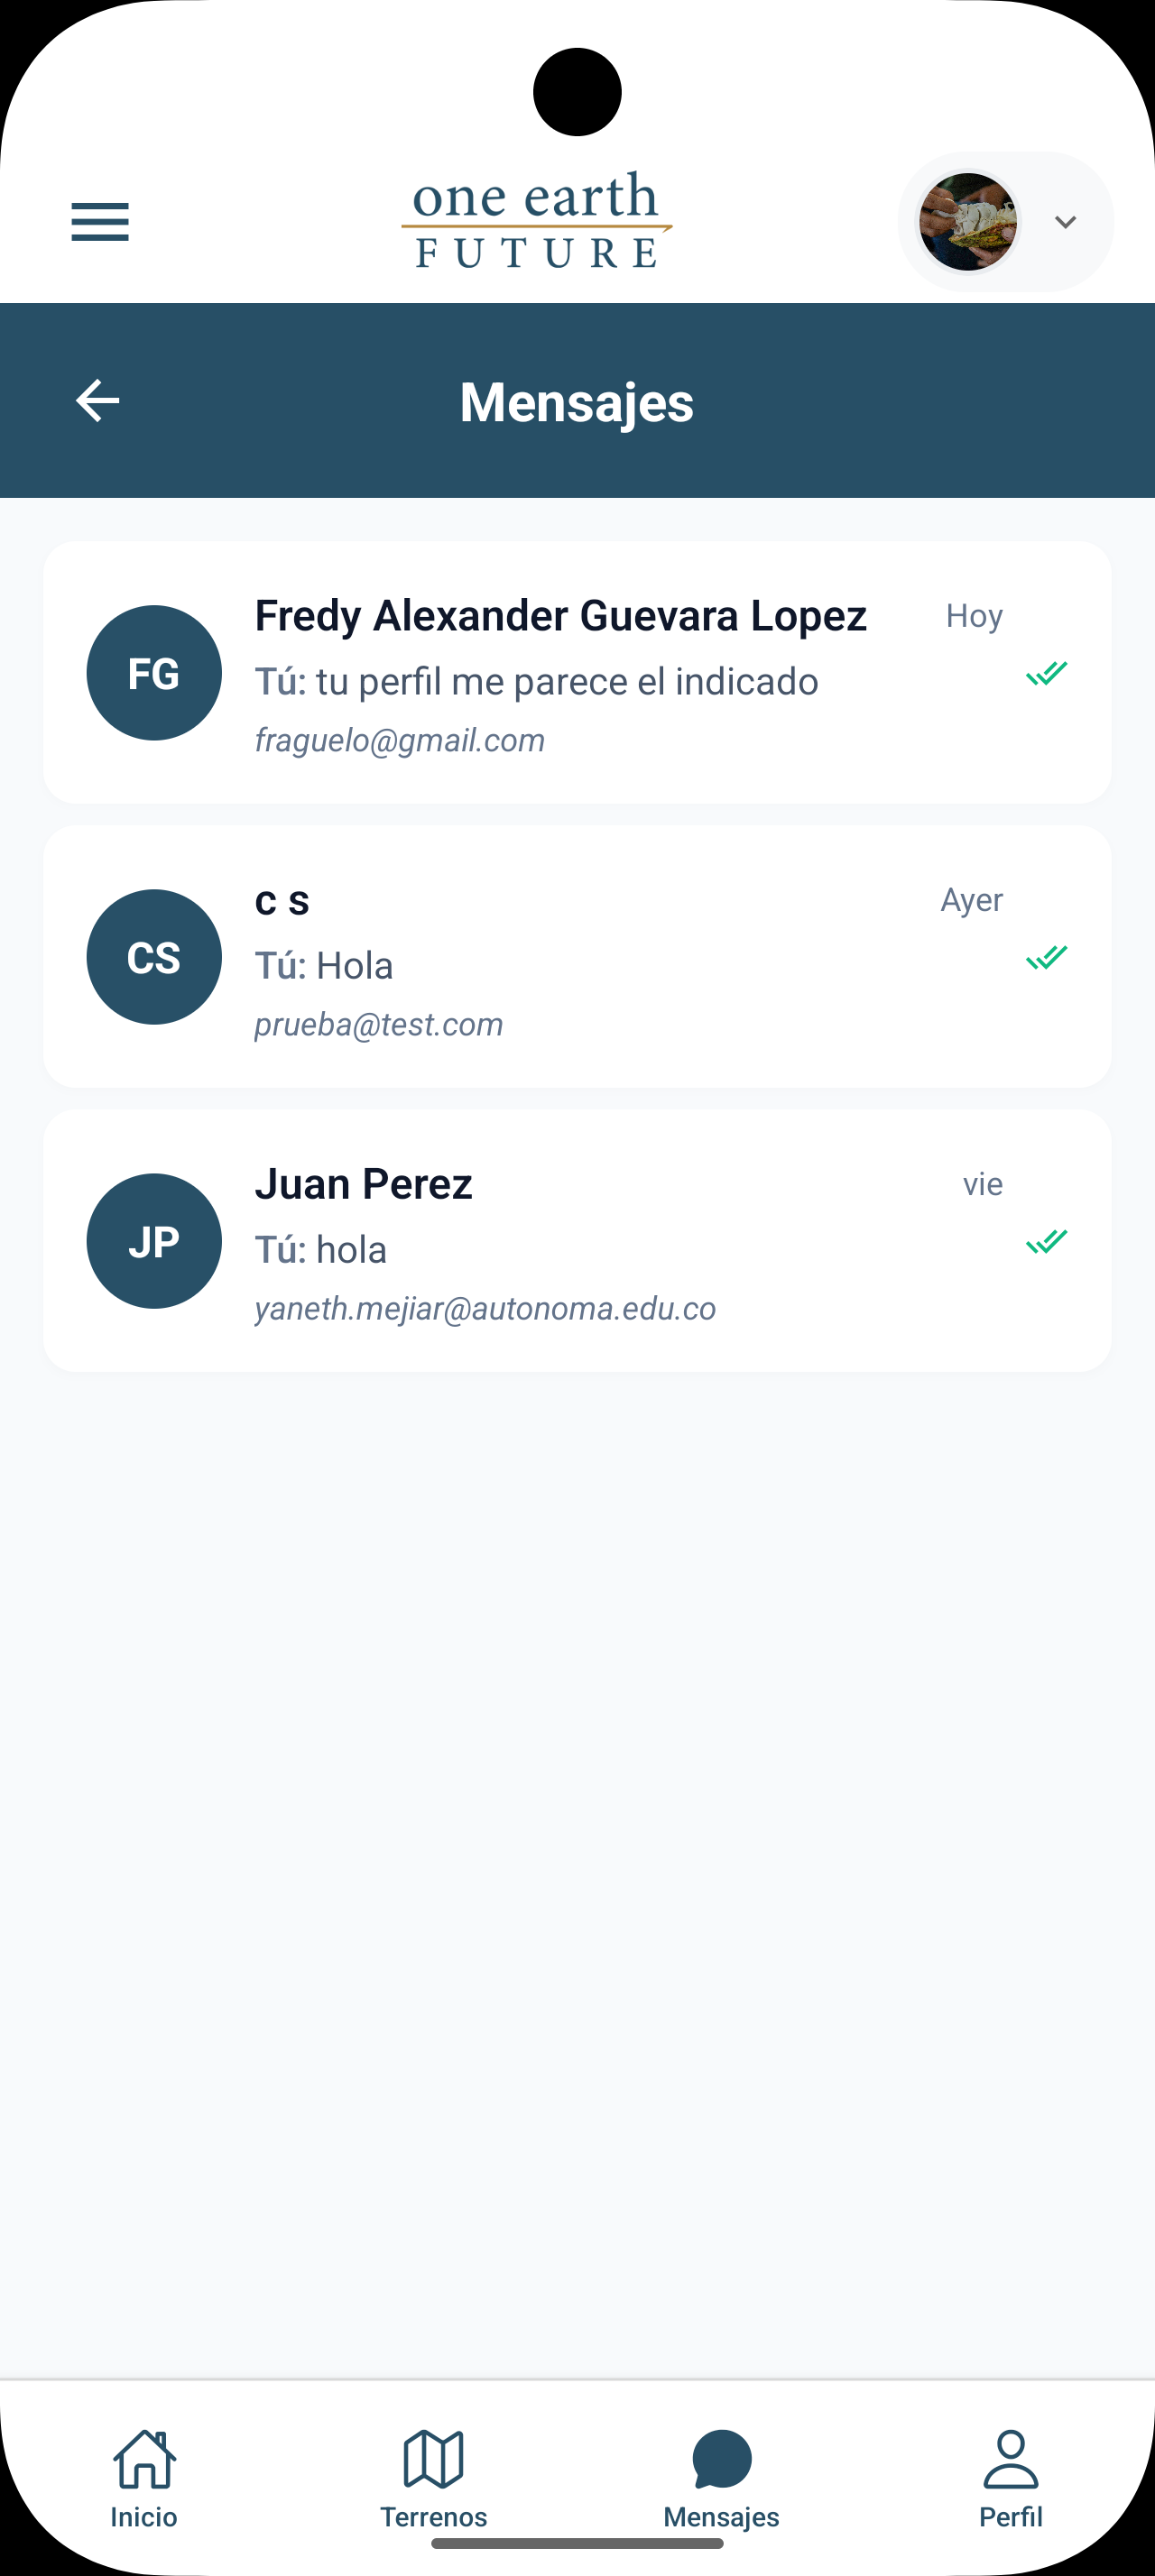 one earth
FUTURE
Mensajes
FG
Fredy Alexander Guevara Lopez
Hoy
Tú: tu perfil me parece el indicado
fraguelo@gmail.com
CS
c s
Ayer
Tú: Hola
prueba@test.com
JP
Juan Perez
vie
Tú: hola
yaneth.mejiar@autonoma.edu.co
Inicio
Terrenos
Mensajes
Perfil